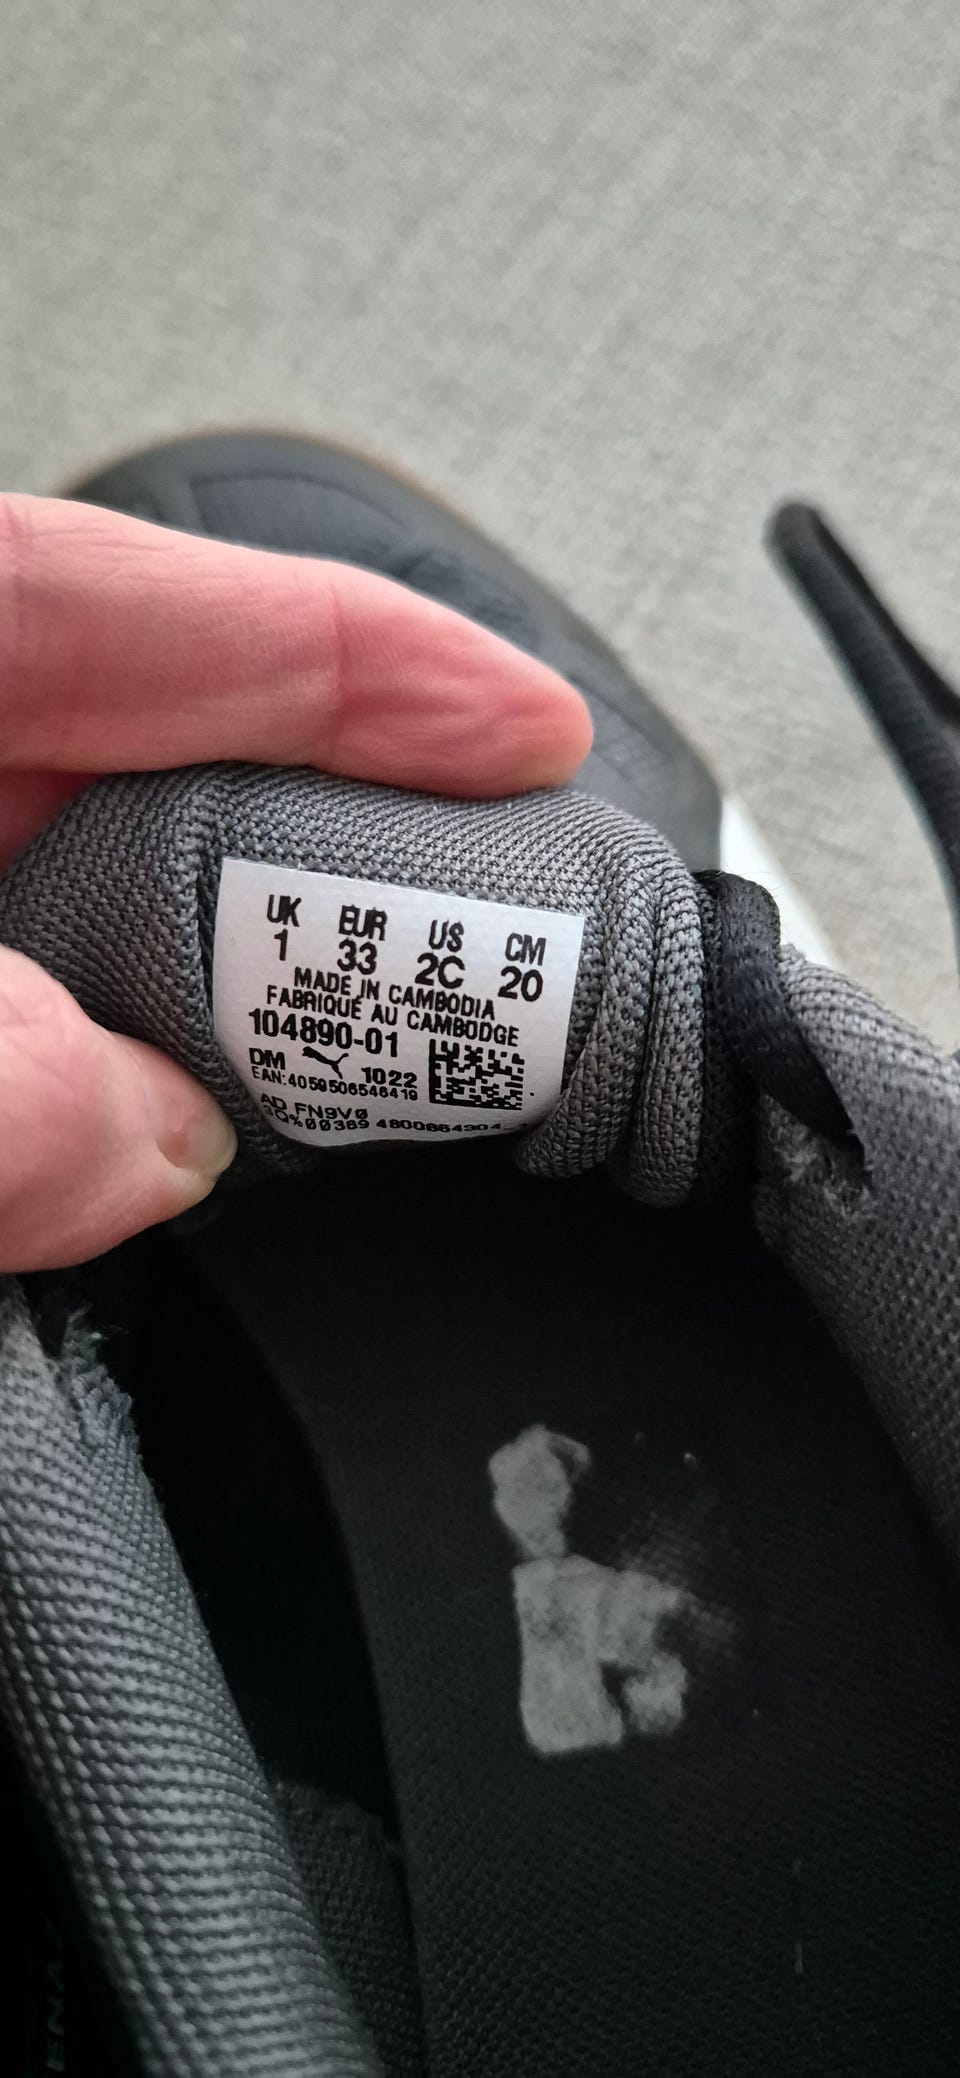 UK EUR US CM
1 33 2C 20
MADE IN CAMBODIA
FABRIQUÉ AU CAMBODGE
104890-01
DM 1022
EAN:4059506546419
AD FN9V0